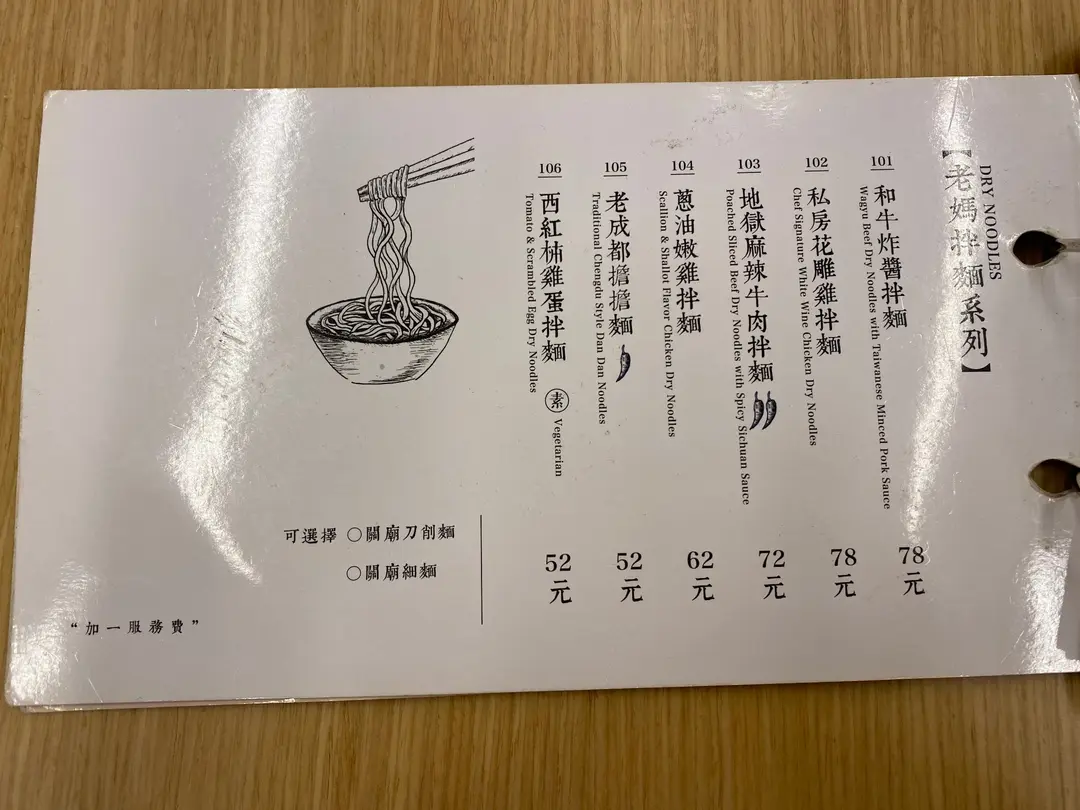 DRY NOODLES
【老媽拌麵系列】
101
和牛炸醬拌麵
Wagyu Beef Dry Noodles with Taiwanese Minced Pork Sauce
78元
102
私房花雕雞拌麵
Chef Signature White Wine Chicken Dry Noodles
78元
103
地獄麻辣牛肉拌麵
Poached Sliced Beef Dry Noodles with Spicy Sichuan Sauce
72元
104
蔥油嫩雞拌麵
Scallion & Shallot Flavor Chicken Dry Noodles
62元
105
老成都擔擔麵
Traditional Chengdu Style Dan Dan Noodles
52元
106
西紅柿雞蛋拌麵 素 Vegetarian
Tomato & Scrambled Egg Dry Noodles
52元
可選擇 ○關廟刀削麵
○關廟細麵
“加一服務費”